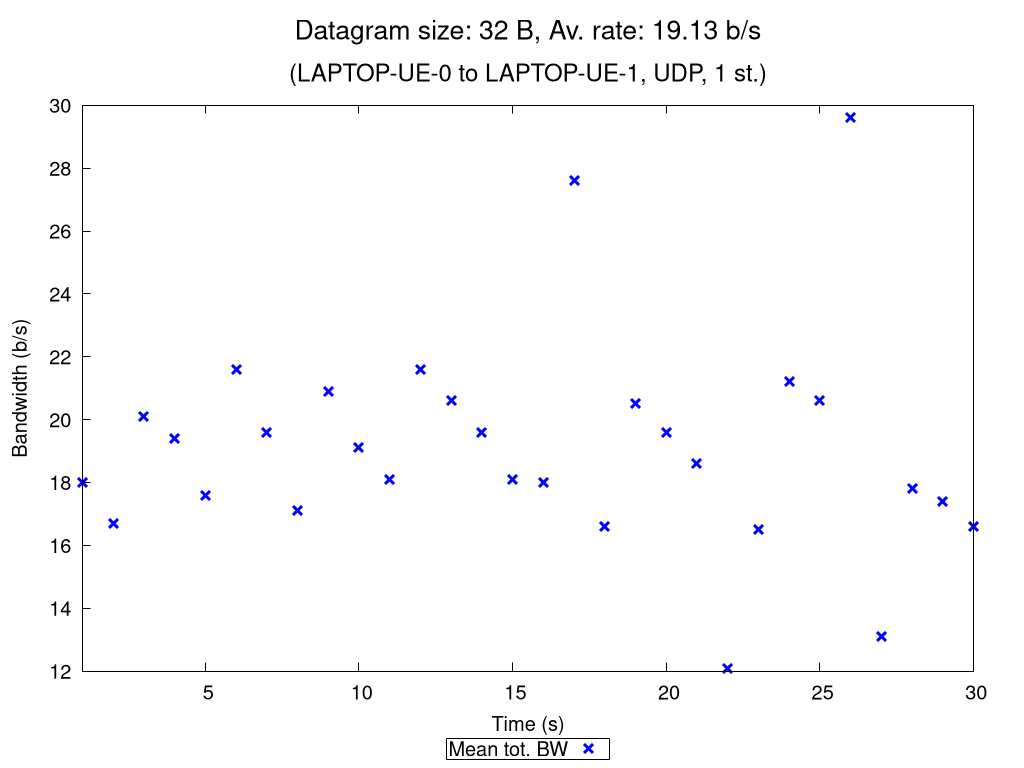 Datagram size: 32 B, Av. rate: 19.13 b/s
(LAPTOP-UE-0 to LAPTOP-UE-1, UDP, 1 st.)
30
28
26
24
22
20
18
16
14
12
Bandwidth (b/s)
5 10 15 20 25 30
Time (s)
Mean tot. BW